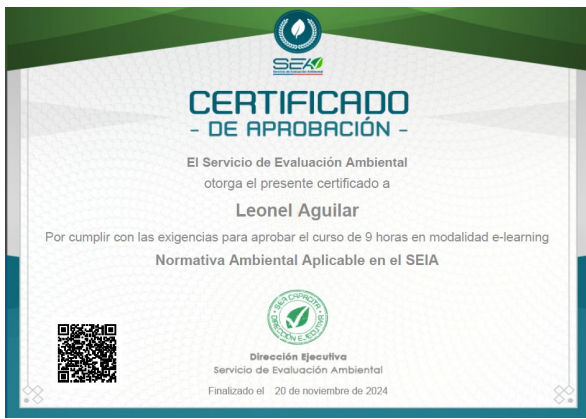 SEA
Servicio de Evaluación Ambiental
CERTIFICADO
- DE APROBACIÓN -
El Servicio de Evaluación Ambiental
otorga el presente certificado a
Leonel Aguilar
Por cumplir con las exigencias para aprobar el curso de 9 horas en modalidad e-learning
Normativa Ambiental Aplicable en el SEIA
SEA CAPACITA
DIRECCIÓN EJECUTIVA
Dirección Ejecutiva
Servicio de Evaluación Ambiental
Finalizado el 20 de noviembre de 2024